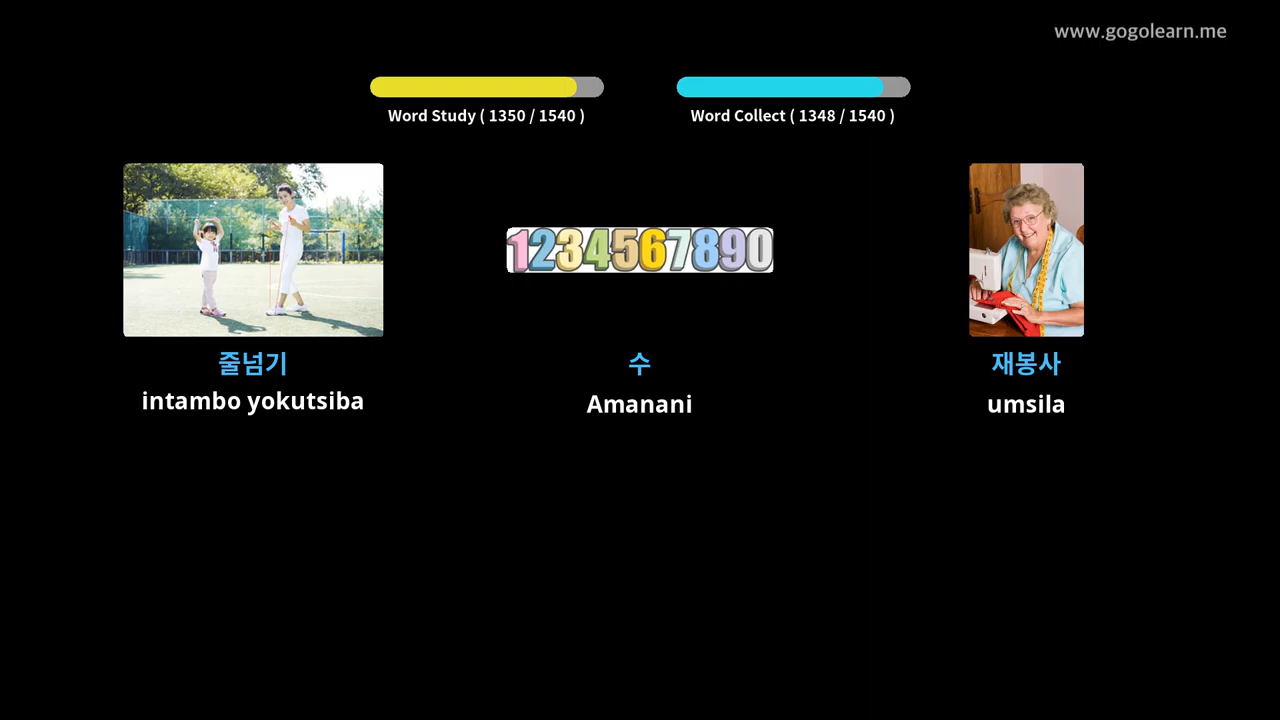 www.gogolearn.me
Word Study ( 1350 / 1540 )
Word Collect ( 1348 / 1540 )
1234567890
줄넘기
intambo yokutsiba
수
Amanani
재봉사
umsila